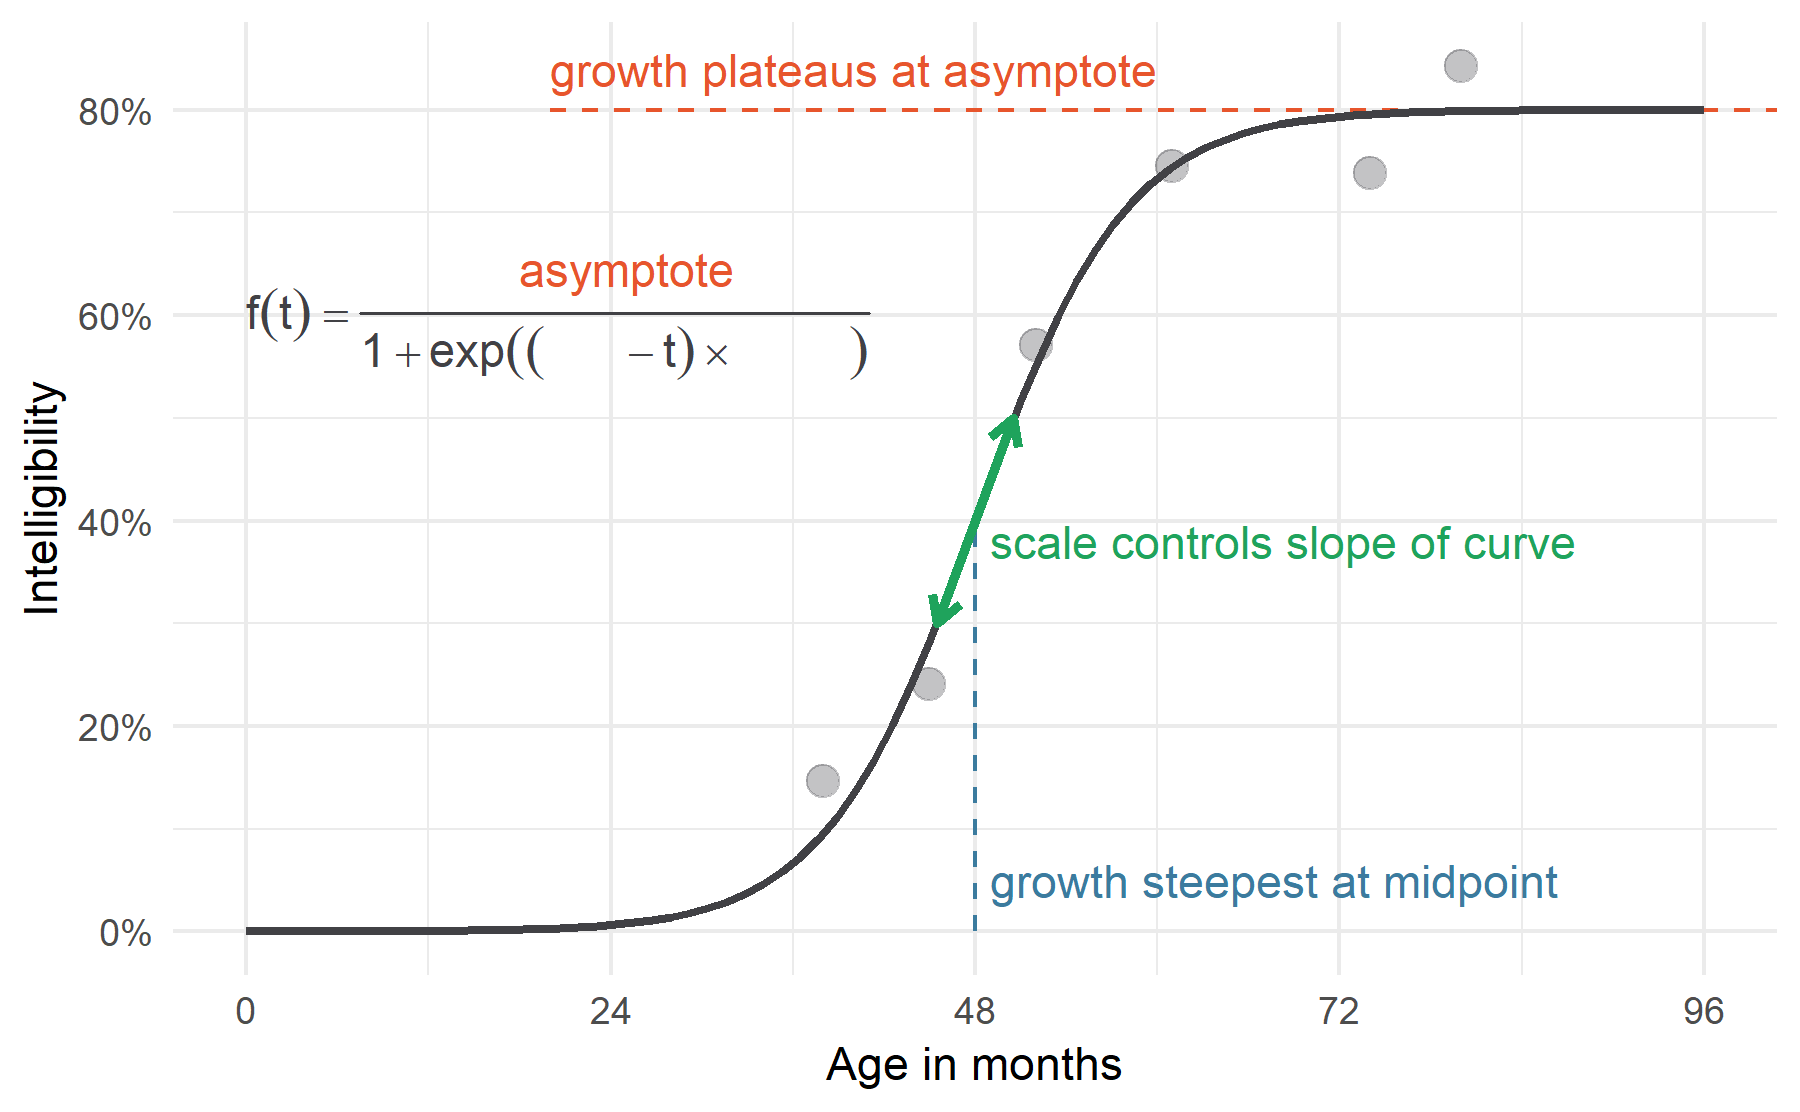 growth plateaus at asymptote
80%
asymptote
f(t) =
1 + exp((      − t) ×      )
60%
Intelligibility
40%
scale controls slope of curve
20%
growth steepest at midpoint
0%
0 24 48 72 96
Age in months